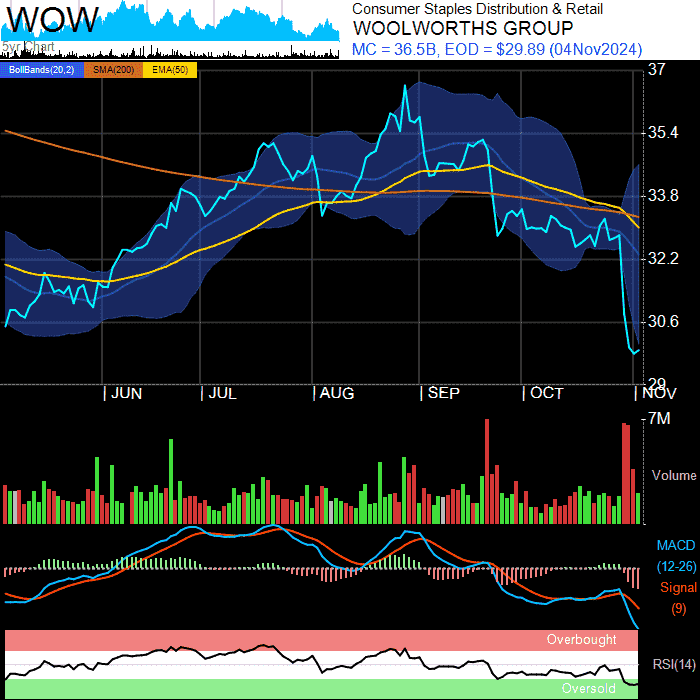 WOW
5yr Chart
Consumer Staples Distribution & Retail
WOOLWORTHS GROUP
MC = 36.5B, EOD = $29.89 (04Nov2024)
BollBands(20,2) SMA(200) EMA(50)
37
35.4
33.8
32.2
30.6
29
JUN JUL AUG SEP OCT NOV
7M
Volume
MACD
(12-26)
Signal
(9)
Overbought
RSI(14)
Oversold